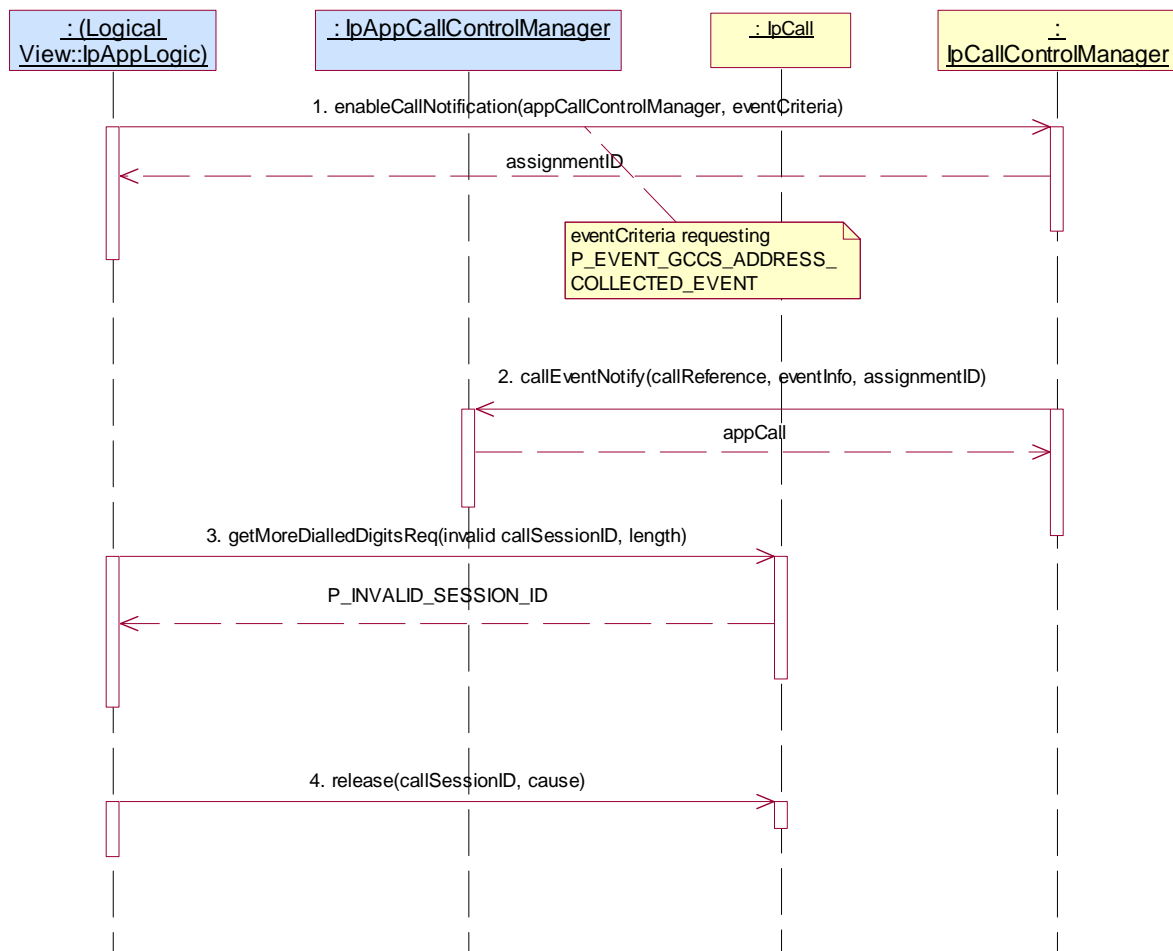 : (Logical
View::IpAppLogic)
: IpAppCallControlManager
: IpCall
:
IpCallControlManager
1. enableCallNotification(appCallControlManager, eventCriteria)
assignmentID
eventCriteria requesting
P_EVENT_GCCS_ADDRESS_
COLLECTED_EVENT
2. callEventNotify(callReference, eventInfo, assignmentID)
appCall
3. getMoreDialledDigitsReq(invalid callSessionID, length)
P_INVALID_SESSION_ID
4. release(callSessionID, cause)